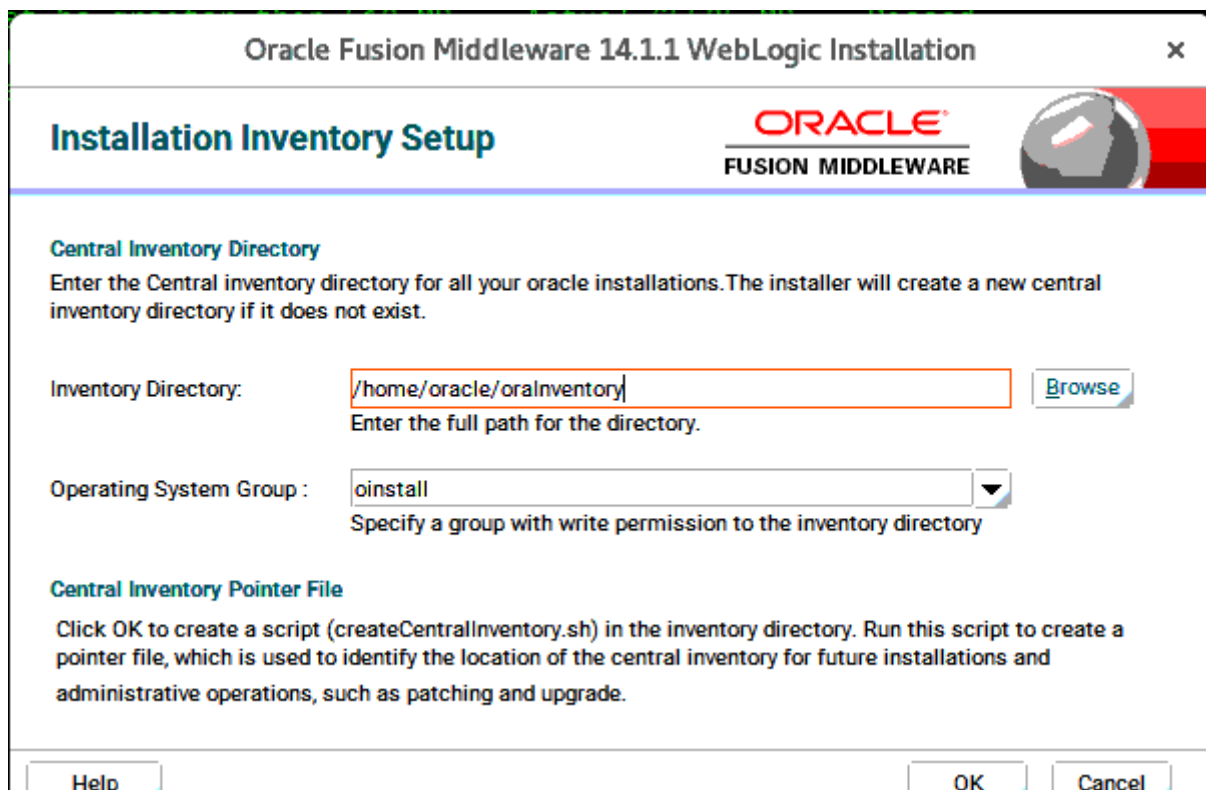 Oracle Fusion Middleware 14.1.1 WebLogic Installation
Installation Inventory Setup
ORACLE
FUSION MIDDLEWARE
Central Inventory Directory
Enter the Central inventory directory for all your oracle installations.The installer will create a new central
inventory directory if it does not exist.
Inventory Directory: /home/oracle/oraInventory Browse
Enter the full path for the directory.
Operating System Group : oinstall
Specify a group with write permission to the inventory directory
Central Inventory Pointer File
Click OK to create a script (createCentralInventory.sh) in the inventory directory. Run this script to create a
pointer file, which is used to identify the location of the central inventory for future installations and
administrative operations, such as patching and upgrade.
Help OK Cancel